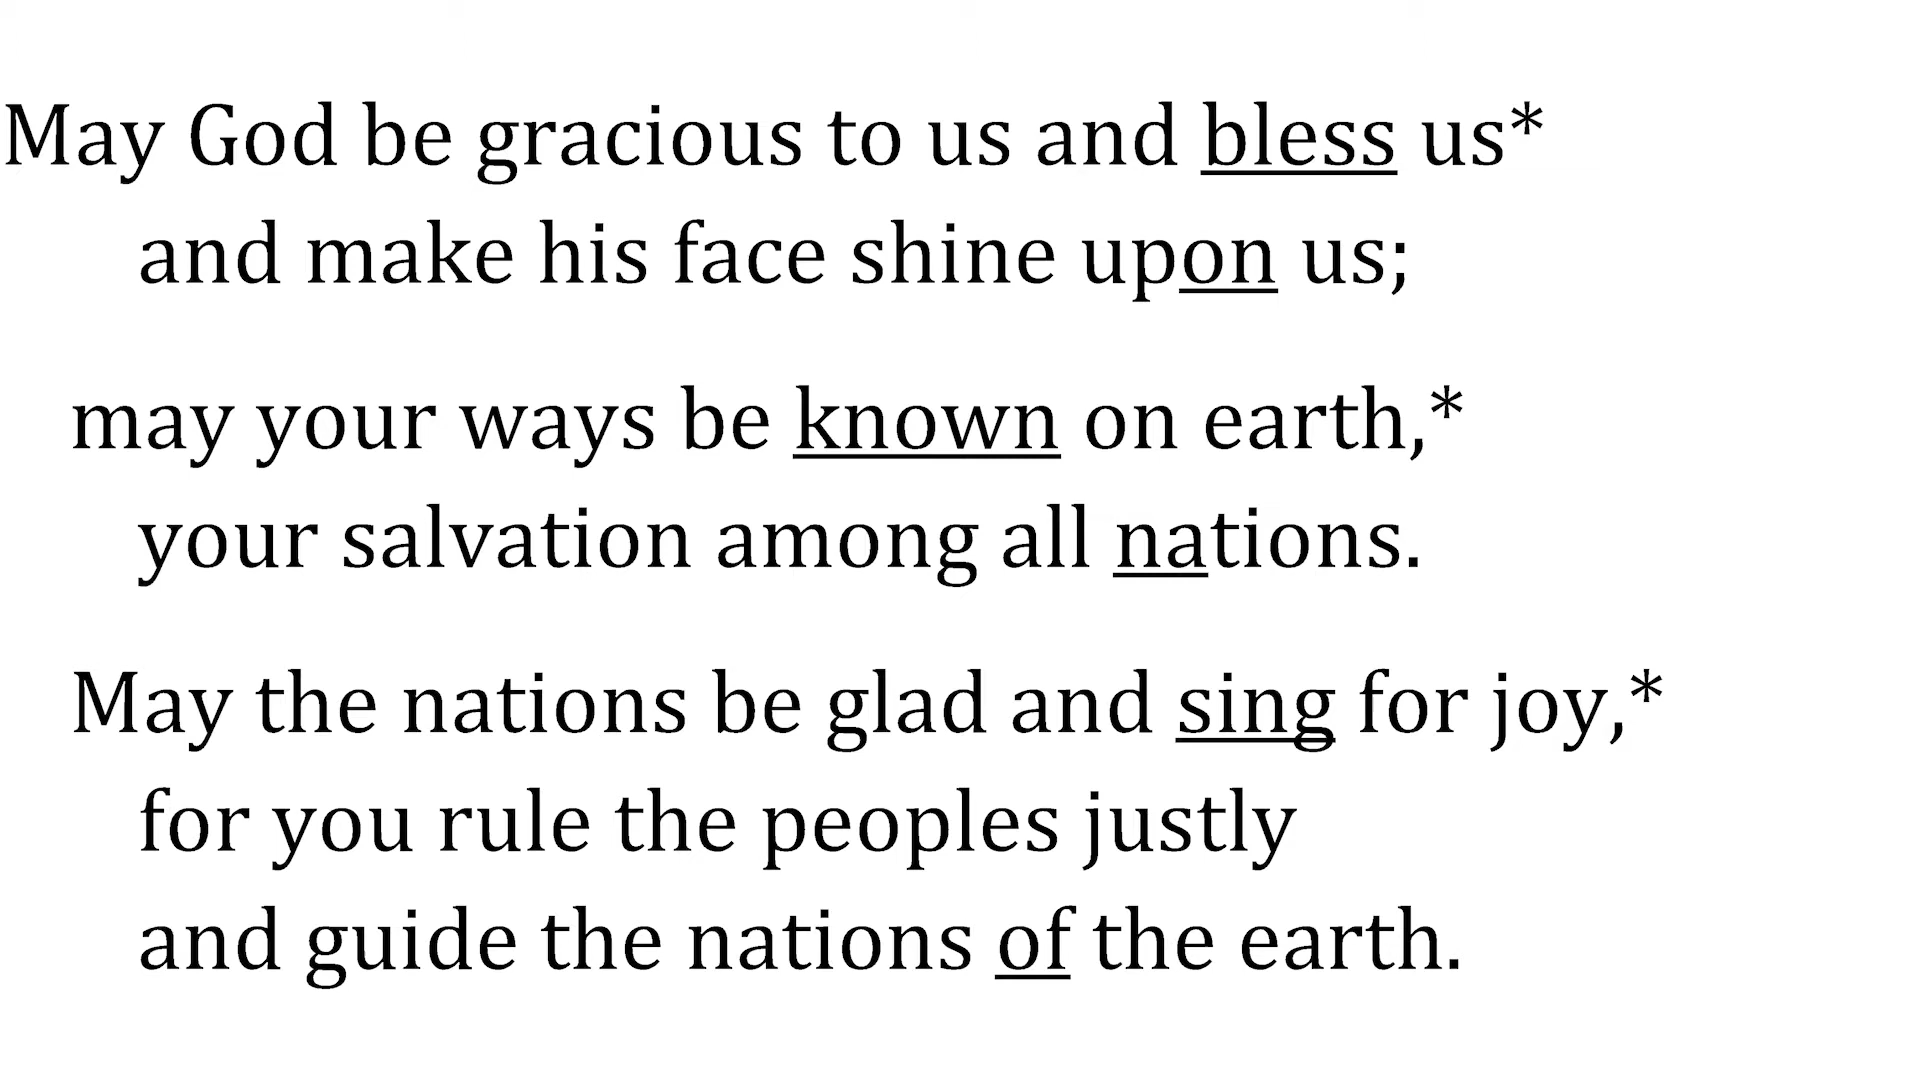 May God be gracious to us and bless us*
and make his face shine upon us;
may your ways be known on earth,*
your salvation among all nations.
May the nations be glad and sing for joy,*
for you rule the peoples justly
and guide the nations of the earth.